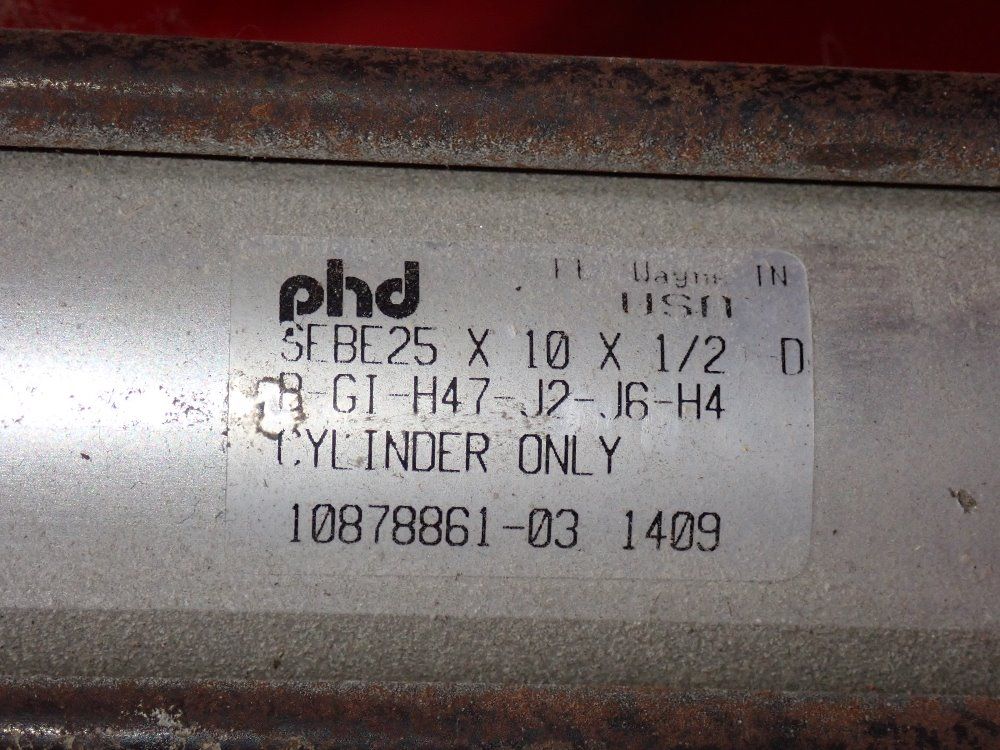 phd Ft Wayne IN
USA
SEBE25 X 10 X 1/2 -D
B-GI-H47-J2-J6-H4
CYLINDER ONLY
10878861-03 1409